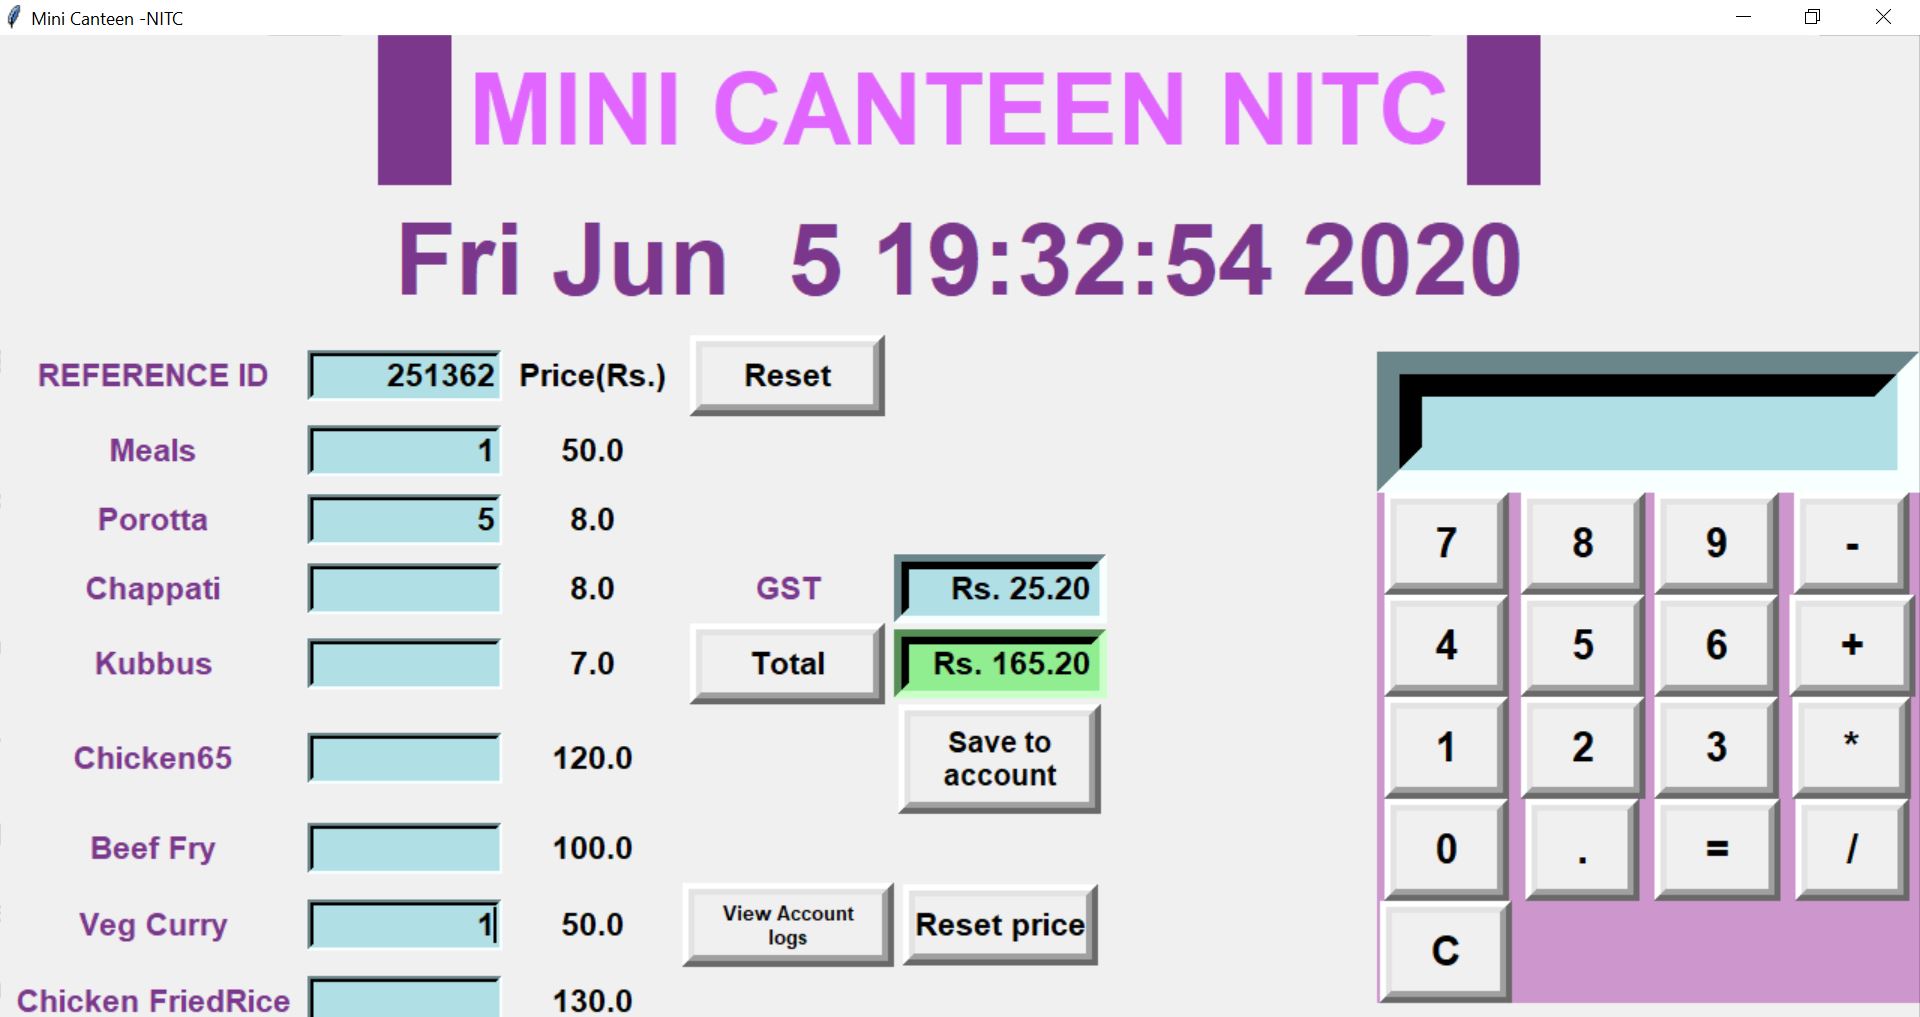 Mini Canteen -NITC
MINI CANTEEN NITC
Fri Jun  5 19:32:54 2020
REFERENCE ID 251362 Price(Rs.) Reset
Meals 1 50.0
Porotta 5 8.0
Chappati 8.0 GST Rs. 25.20
Kubbus 7.0 Total Rs. 165.20
Save to
account
Chicken65 120.0
Beef Fry 100.0
Veg Curry 1 50.0
View Account
logs
Reset price
Chicken FriedRice 130.0
7 8 9 -
4 5 6 +
1 2 3 *
0 . = /
C